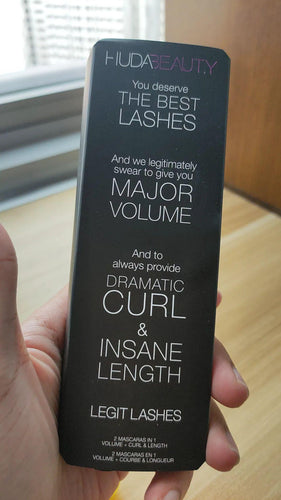 HUDABEAUTY
You deserve
THE BEST
LASHES
And we legitimately
swear to give you
MAJOR
VOLUME
And to
always provide
DRAMATIC
CURL
&
INSANE
LENGTH
LEGIT LASHES
2 MASCARAS IN 1
VOLUME + CURL & LENGTH
2 MASCARAS EN 1
VOLUME + COURBE & LONGUEUR